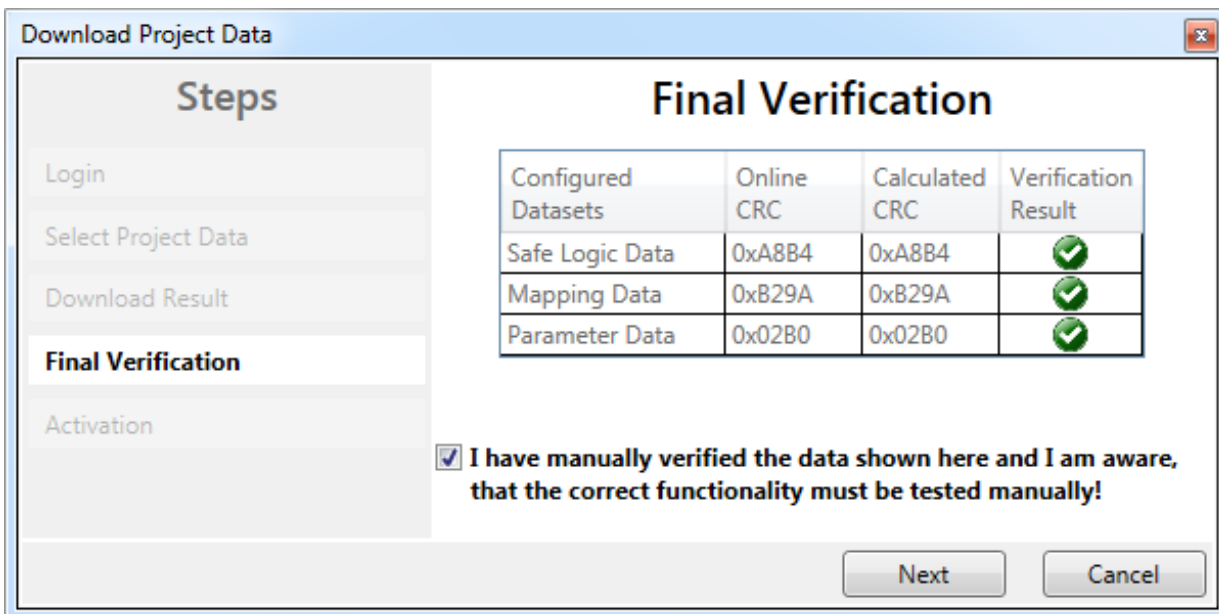 Download Project Data
Steps
Login
Select Project Data
Download Result
Final Verification
Activation
Final Verification
Configured Datasets Online CRC Calculated CRC Verification Result
Safe Logic Data 0xA8B4 0xA8B4
Mapping Data 0xB29A 0xB29A
Parameter Data 0x02B0 0x02B0
I have manually verified the data shown here and I am aware,
that the correct functionality must be tested manually!
Next Cancel